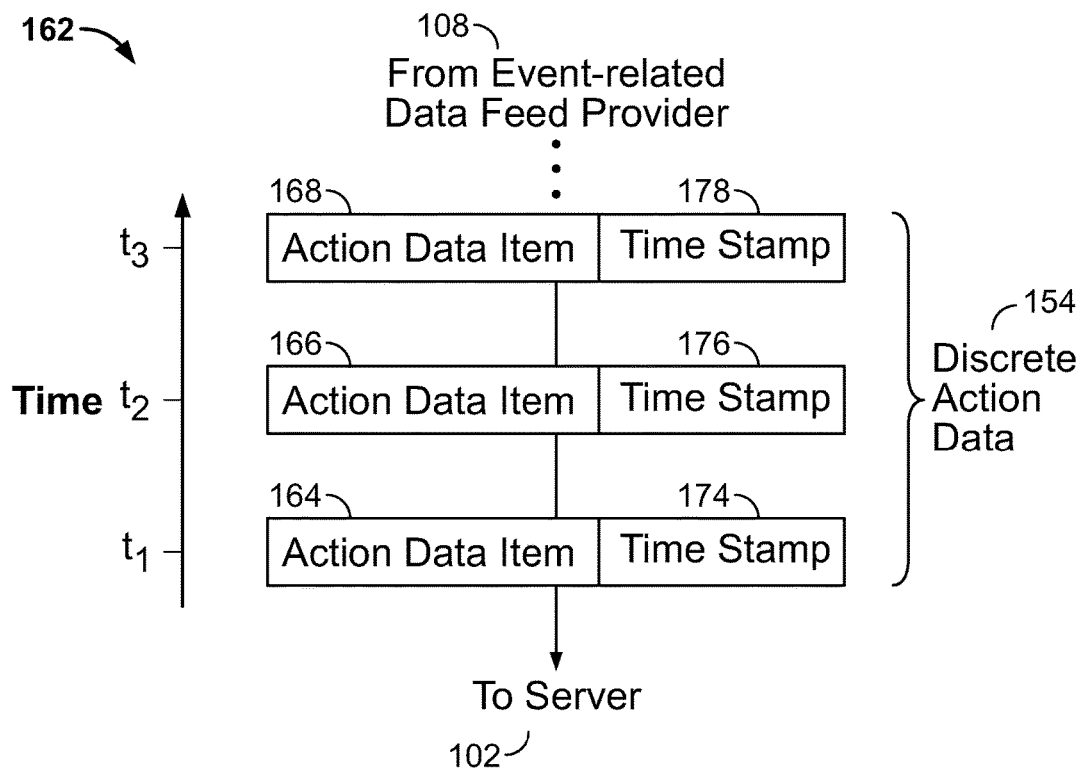 162
108
From Event-related
Data Feed Provider
168 178
t3 Action Data Item Time Stamp
154
Discrete
Action
Data
166 176
Time t2 Action Data Item Time Stamp
164 174
t1 Action Data Item Time Stamp
To Server
102